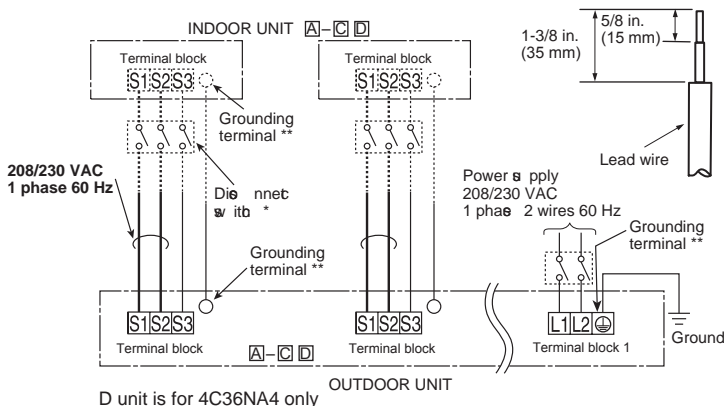 INDOOR UNIT A–C D
Terminal block
S1 S2 S3
Grounding
terminal **
Disconnect
switch *
208/230 VAC
1 phase 60 Hz
Grounding
terminal **
S1 S2 S3
Terminal block
A–C D
Terminal block
S1 S2 S3
S1 S2 S3
Terminal block
Power supply
208/230 VAC
1 phase 2 wires 60 Hz
Grounding
terminal **
L1 L2
Terminal block 1
Ground
1-3/8 in.
(35 mm)
5/8 in.
(15 mm)
Lead wire
OUTDOOR UNIT
D unit is for 4C36NA4 only